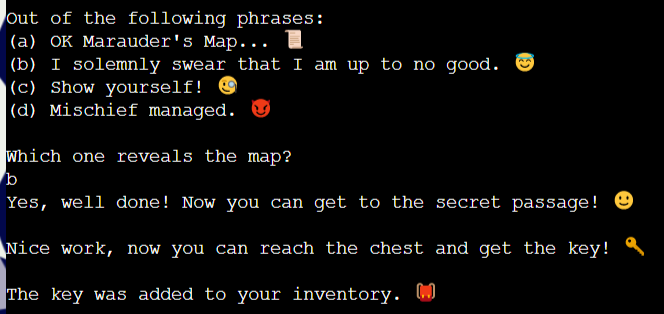 Out of the following phrases:
(a) OK Marauder's Map... 📜
(b) I solemnly swear that I am up to no good. 😇
(c) Show yourself! 🧐
(d) Mischief managed. 😈
Which one reveals the map?
b
Yes, well done! Now you can get to the secret passage! 🙂
Nice work, now you can reach the chest and get the key! 🔑
The key was added to your inventory. 🎒